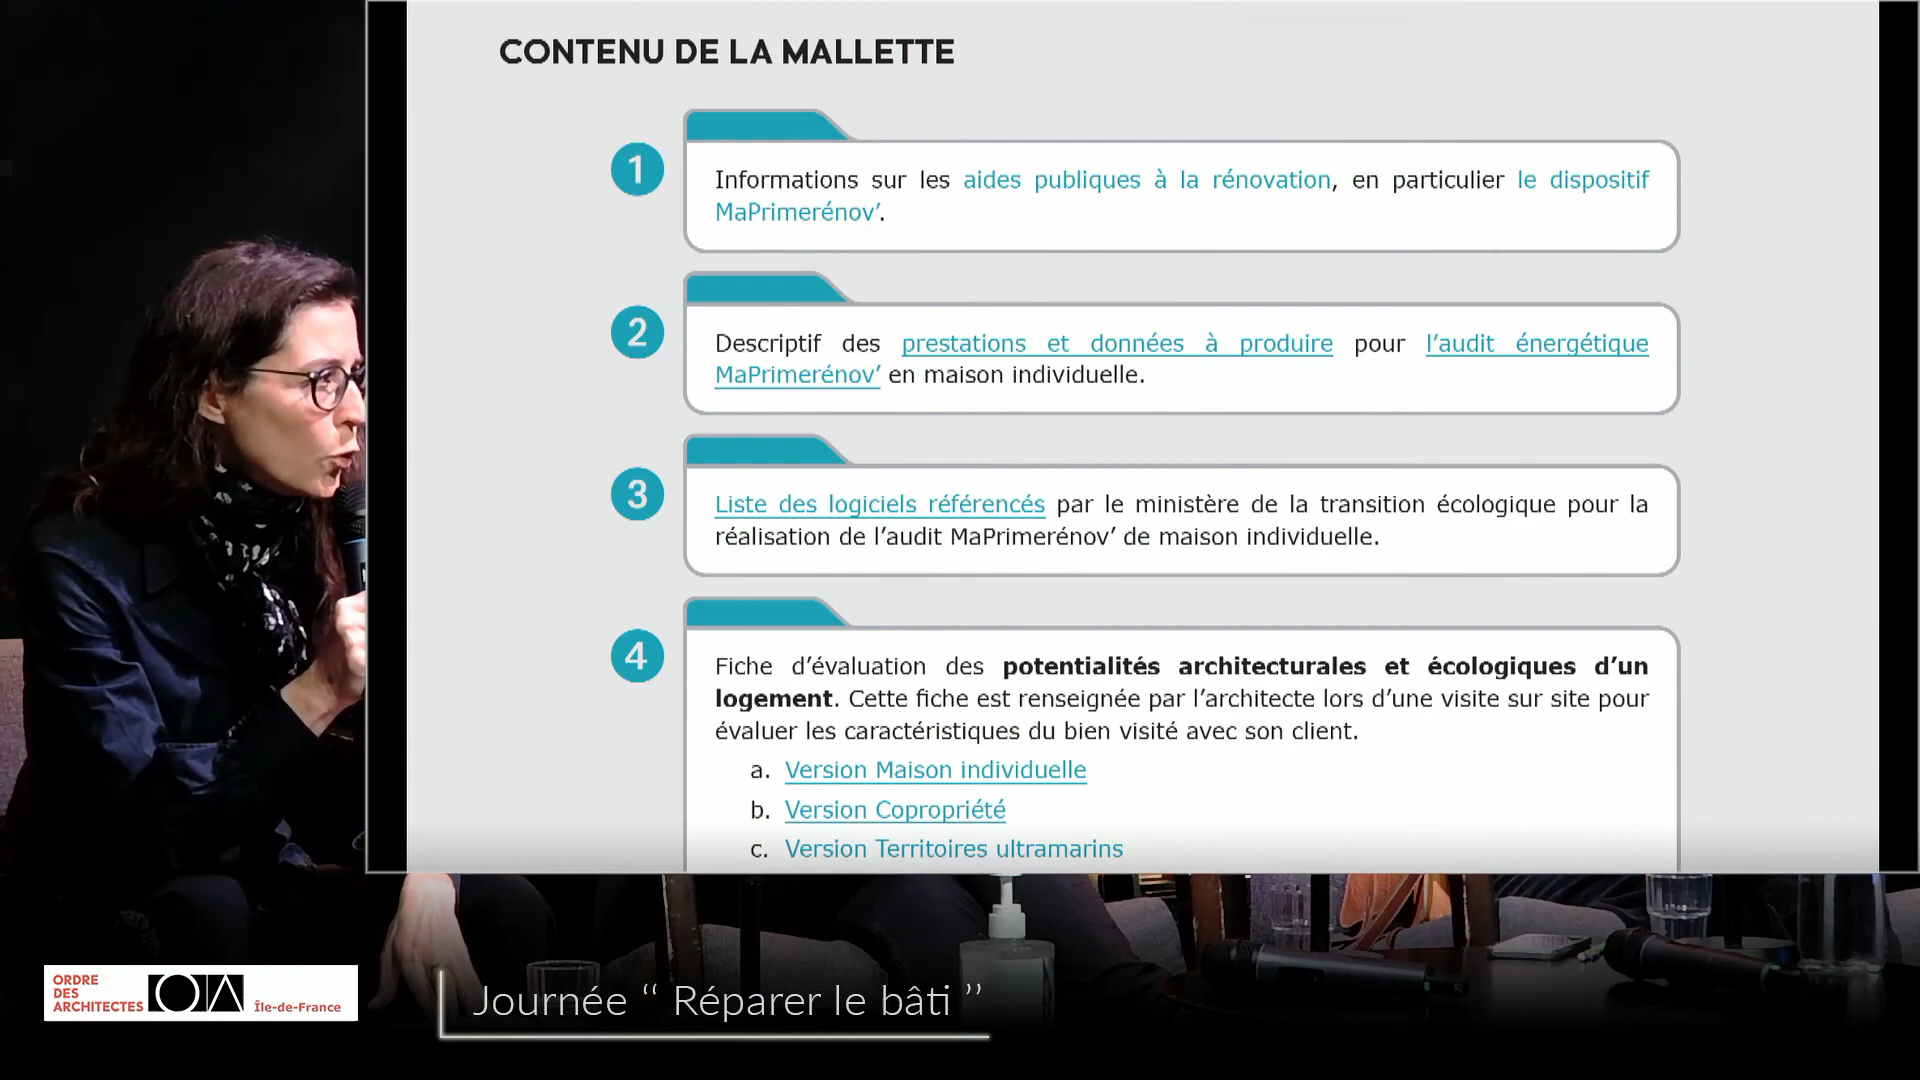 CONTENU DE LA MALLETTE
1
Informations sur les aides publiques à la rénovation, en particulier le dispositif
MaPrimerénov’.
2
Descriptif des prestations et données à produire pour l’audit énergétique
MaPrimerénov’ en maison individuelle.
3
Liste des logiciels référencés par le ministère de la transition écologique pour la
réalisation de l’audit MaPrimerénov’ de maison individuelle.
4
Fiche d’évaluation des potentialités architecturales et écologiques d’un
logement. Cette fiche est renseignée par l’architecte lors d’une visite sur site pour
évaluer les caractéristiques du bien visité avec son client.
a. Version Maison individuelle
b. Version Copropriété
c. Version Territoires ultramarins
ORDRE
DES
ARCHITECTES
Île-de-France
Journée “ Réparer le bâti ”